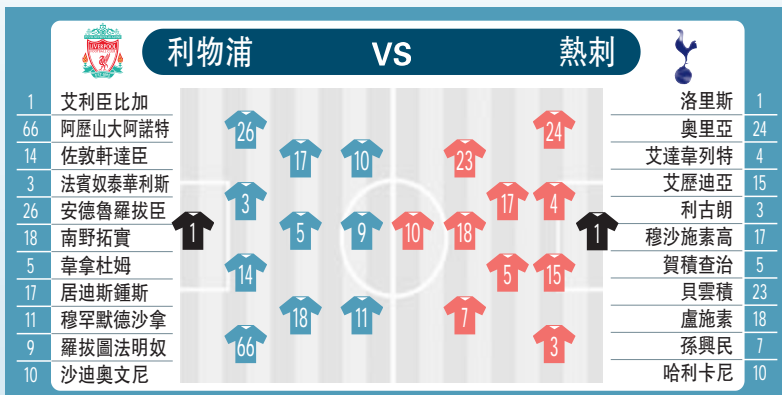 LIVERPOOL
利物浦 VS 熱刺
1 艾利臣比加
66 阿歷山大阿諾特
14 佐敦軒達臣
3 法賓奴泰華利斯
26 安德魯羅拔臣
18 南野拓實
5 韋拿杜姆
17 居迪斯鍾斯
11 穆罕默德沙拿
9 羅拔圖法明奴
10 沙迪奧文尼
1
26
3
14
66
17
5
18
10
9
11
10
23
18
7
17
5
24
4
15
3
1
洛里斯 1
奧里亞 24
艾達韋列特 4
艾歷迪亞 15
利古朗 3
穆沙施素高 17
賀積查治 5
貝雲積 23
盧施素 18
孫興民 7
哈利卡尼 10